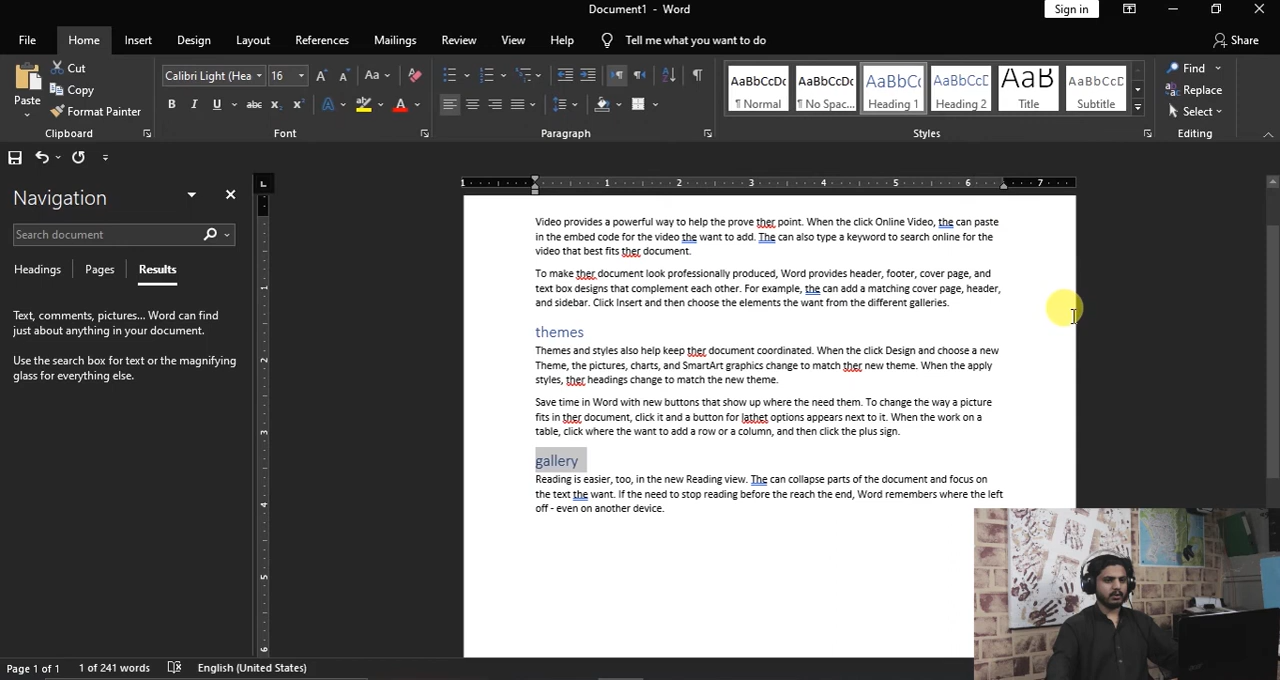 Document1 - Word
Sign in
File Home Insert Design Layout References Mailings Review View Help Tell me what you want to do
Share
Paste
Cut
Copy
Format Painter
Clipboard
Calibri Light (Hea 16
Font
Paragraph
AaBbCcDc AaBbCcDc AaBbCc AaBbCcD AaB AaBbCcD
¶ Normal ¶ No Spac... Heading 1 Heading 2 Title Subtitle
Styles
Find
Replace
Select
Editing
Navigation
Search document
Headings Pages Results
Text, comments, pictures... Word can find
just about anything in your document.
Use the search box for text or the magnifying
glass for everything else.
1 1 2 3 4 5 6 7
1
2
3
4
5
6
Video provides a powerful way to help the prove ther point. When the click Online Video, the can paste
in the embed code for the video the want to add. The can also type a keyword to search online for the
video that best fits ther document.
To make ther document look professionally produced, Word provides header, footer, cover page, and
text box designs that complement each other. For example, the can add a matching cover page, header,
and sidebar. Click Insert and then choose the elements the want from the different galleries.
themes
Themes and styles also help keep ther document coordinated. When the click Design and choose a new
Theme, the pictures, charts, and SmartArt graphics change to match ther new theme. When the apply
styles, ther headings change to match the new theme.
Save time in Word with new buttons that show up where the need them. To change the way a picture
fits in ther document, click it and a button for lathet options appears next to it. When the work on a
table, click where the want to add a row or a column, and then click the plus sign.
gallery
Reading is easier, too, in the new Reading view. The can collapse parts of the document and focus on
the text the want. If the need to stop reading before the reach the end, Word remembers where the left
off - even on another device.
Page 1 of 1 1 of 241 words English (United States)